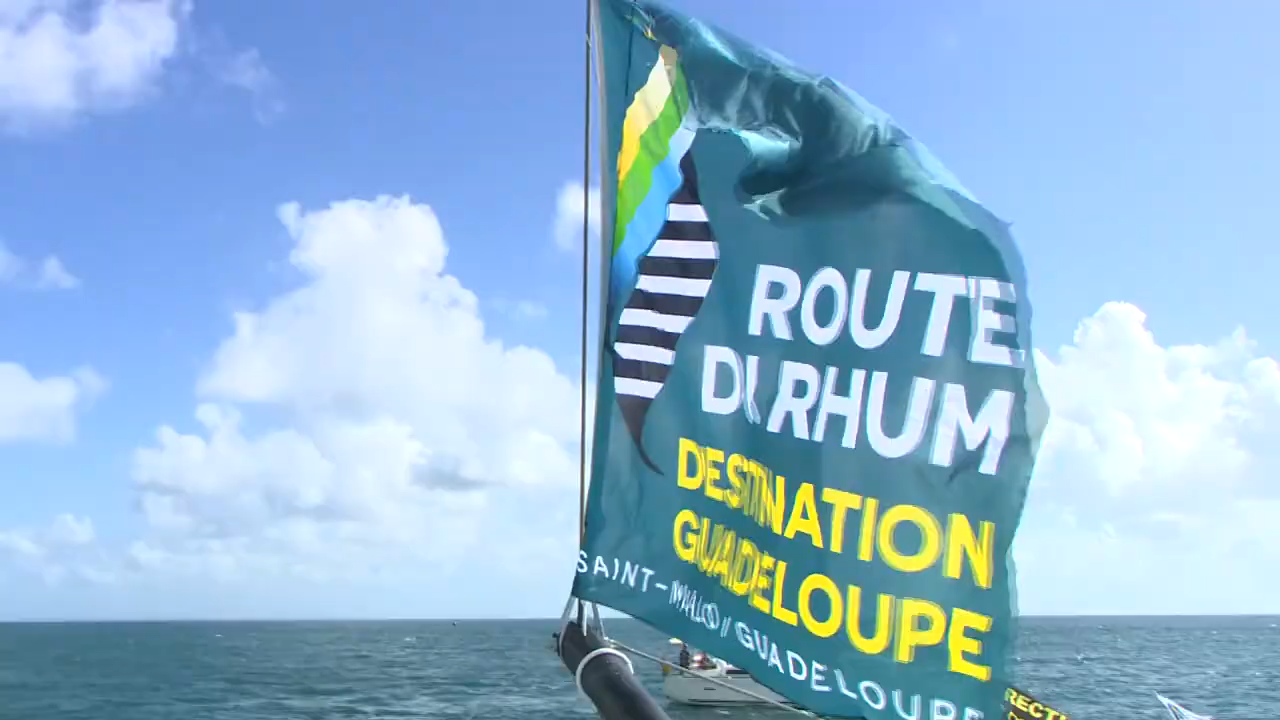 ROUTE
DU RHUM
DESTINATION
GUADELOUPE
SAINT-MALO // GUADELOUPE